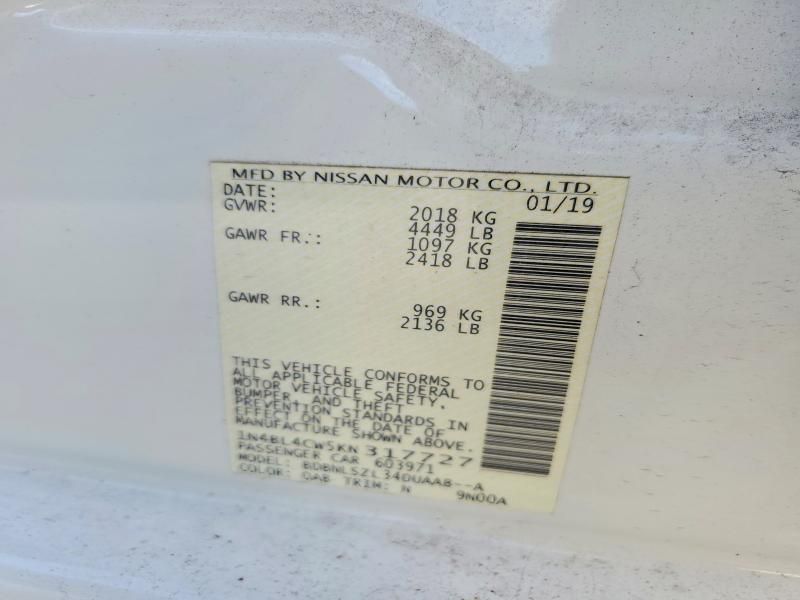 MFD BY NISSAN MOTOR CO., LTD.
DATE: 01/19
GVWR: 2018 KG
4449 LB
GAWR FR.: 1097 KG
2418 LB
GAWR RR.: 969 KG
2136 LB
THIS VEHICLE CONFORMS TO
ALL APPLICABLE FEDERAL
MOTOR VEHICLE SAFETY,
BUMPER, AND THEFT
PREVENTION STANDARDS IN
EFFECT ON THE DATE OF
MANUFACTURE SHOWN ABOVE.
1N4BL4CW5KN317727
PASSENGER CAR 603971
MODEL: BDBNLSZL34DUAAB--A
COLOR: QAB TRIM: N 9N00A